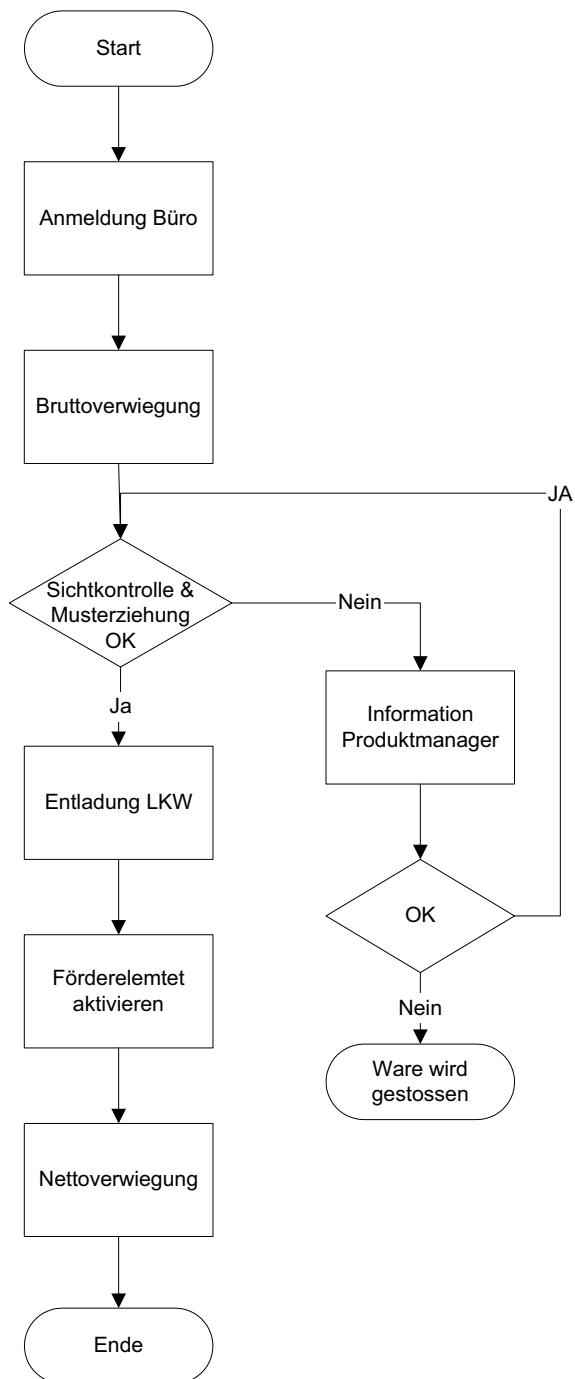 Start
Anmeldung Büro
Bruttoverwiegung
JA
Sichtkontrolle &
Musterziehung
OK
Nein
Ja
Information
Produktmanager
Entladung LKW
OK
Förderelemtet
aktivieren
Nein
Ware wird
gestossen
Nettoverwiegung
Ende